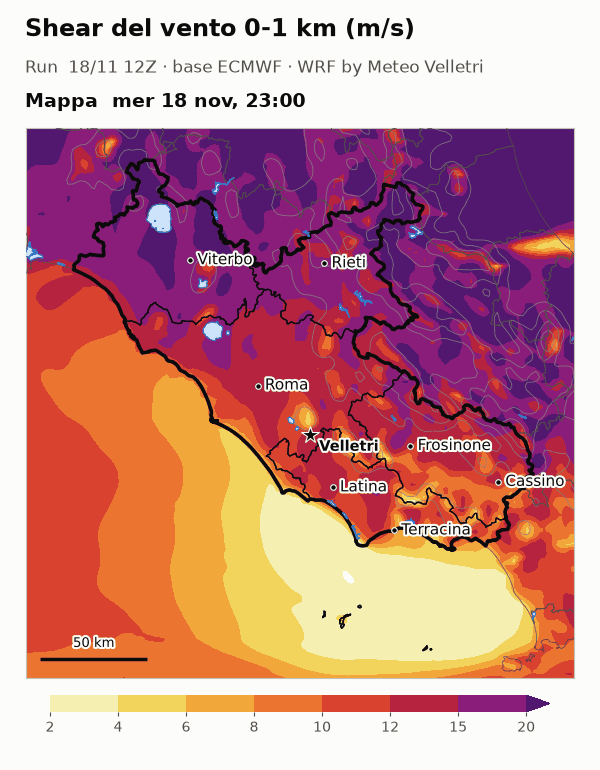 Shear del vento 0-1 km (m/s)
Run  18/11 12Z · base ECMWF · WRF by Meteo Velletri
Mappa  mer 18 nov, 23:00
Viterbo
Rieti
Roma
Velletri
Frosinone
Latina
Cassino
Terracina
50 km
2 4 6 8 10 12 15 20